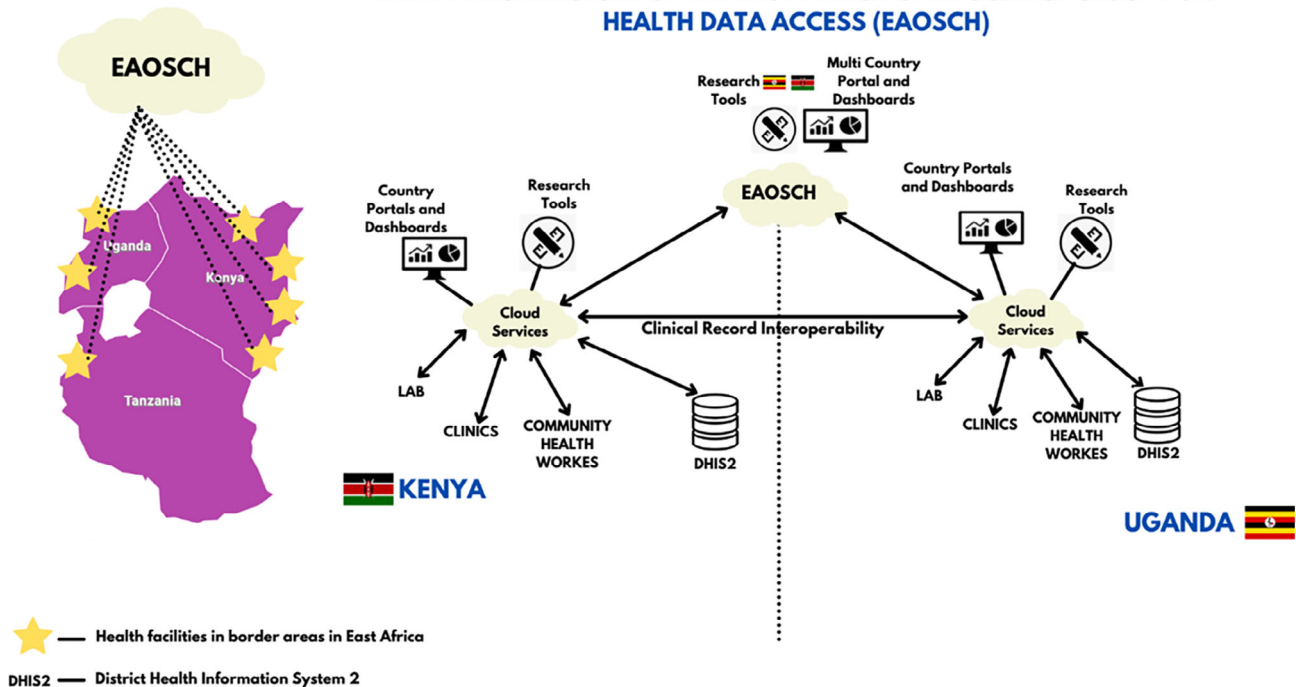 HEALTH DATA ACCESS (EAOSCH)
EAOSCH
Uganda
Kenya
Tanzania
Research
Tools
Multi Country
Portal and
Dashboards
EAOSCH
Country
Portals and
Dashboards
Research
Tools
Country Portals
and Dashboards
Research
Tools
Cloud
Services
Clinical Record Interoperability
Cloud
Services
LAB
CLINICS
COMMUNITY
HEALTH
WORKES
DHIS2
LAB
CLINICS
COMMUNITY
HEALTH
WORKES
DHIS2
KENYA
UGANDA
Health facilities in border areas in East Africa
DHIS2 — District Health Information System 2